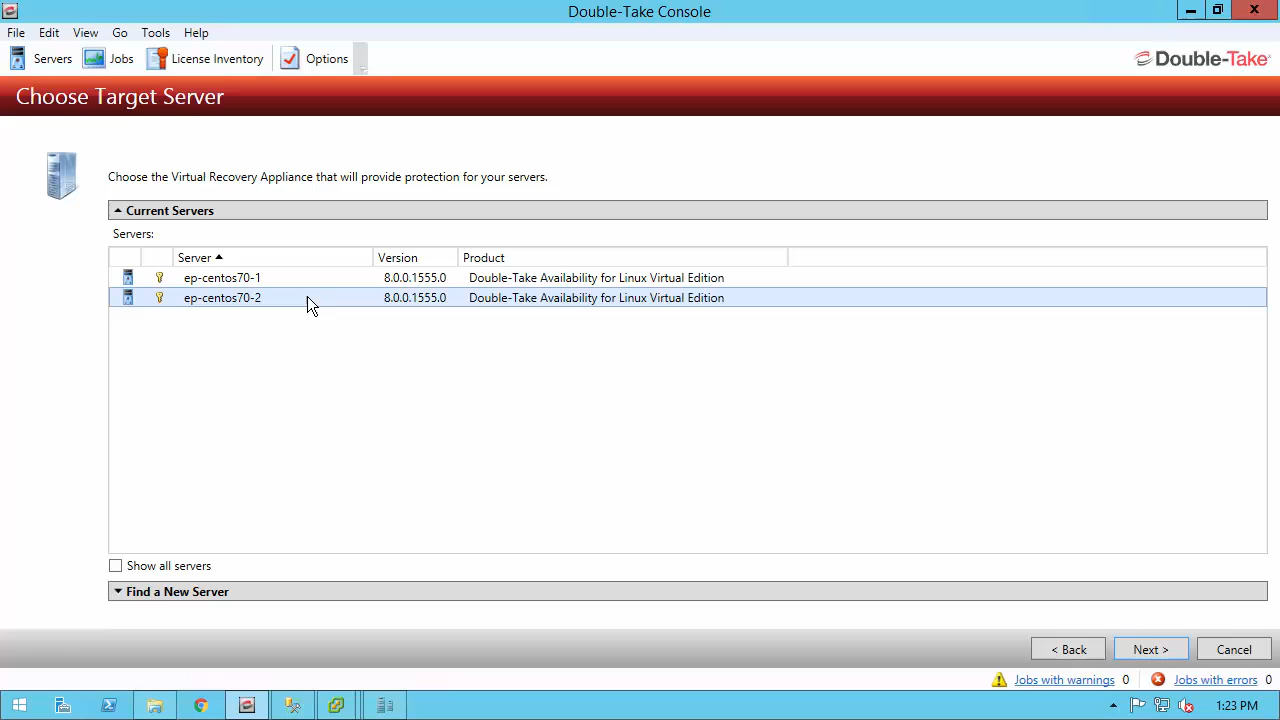 Double-Take Console
File Edit View Go Tools Help
Servers Jobs License Inventory Options Double-Take
Choose Target Server
Choose the Virtual Recovery Appliance that will provide protection for your servers.
Current Servers
Servers:
Server Version Product
ep-centos70-1 8.0.0.1555.0 Double-Take Availability for Linux Virtual Edition
ep-centos70-2 8.0.0.1555.0 Double-Take Availability for Linux Virtual Edition
Show all servers
Find a New Server
< Back Next > Cancel
Jobs with warnings 0 Jobs with errors 0
1:23 PM